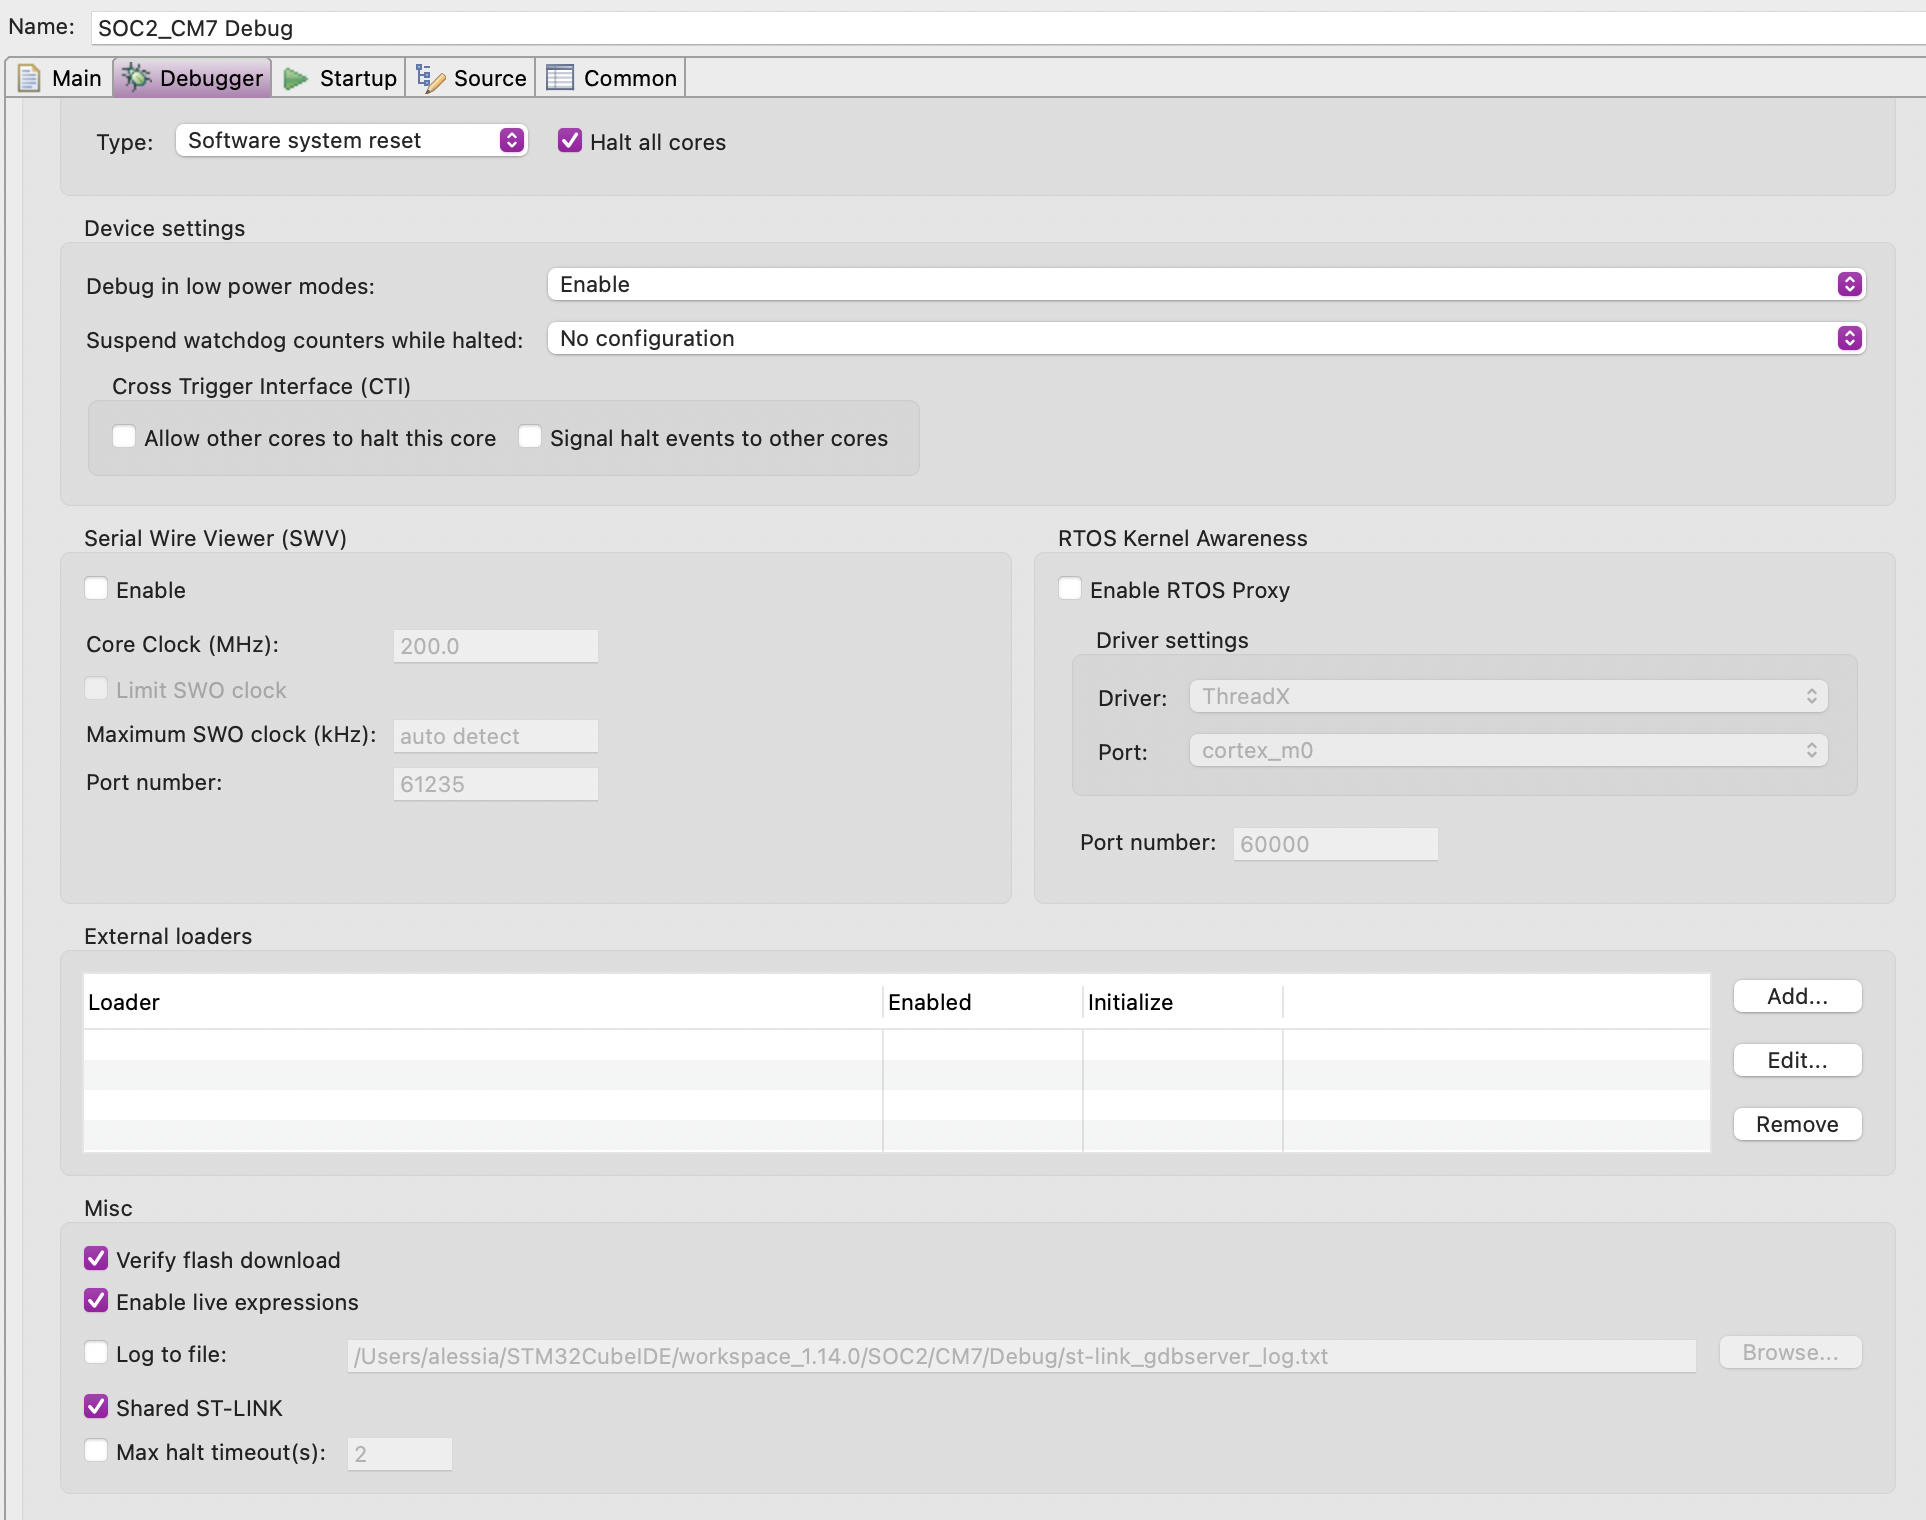 Name: SOC2_CM7 Debug
Main Debugger Startup Source Common
Type: Software system reset Halt all cores
Device settings
Debug in low power modes: Enable
Suspend watchdog counters while halted: No configuration
Cross Trigger Interface (CTI)
Allow other cores to halt this core Signal halt events to other cores
Serial Wire Viewer (SWV)
Enable
Core Clock (MHz): 200.0
Limit SWO clock
Maximum SWO clock (kHz): auto detect
Port number: 61235
RTOS Kernel Awareness
Enable RTOS Proxy
Driver settings
Driver: ThreadX
Port: cortex_m0
Port number: 60000
External loaders
Loader Enabled Initialize
Add...
Edit...
Remove
Misc
Verify flash download
Enable live expressions
Log to file: /Users/alessia/STM32CubeIDE/workspace_1.14.0/SOC2/CM7/Debug/st-link_gdbserver_log.txt Browse...
Shared ST-LINK
Max halt timeout(s): 2